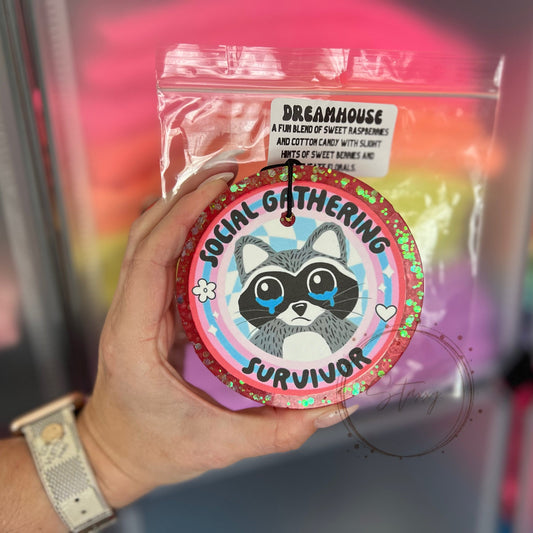 DREAMHOUSE
A FUN BLEND OF SWEET RASPBERRIES
AND COTTON CANDY WITH SLIGHT
HINTS OF SWEET BERRIES AND
FLORALS.
SOCIAL GATHERING
SURVIVOR